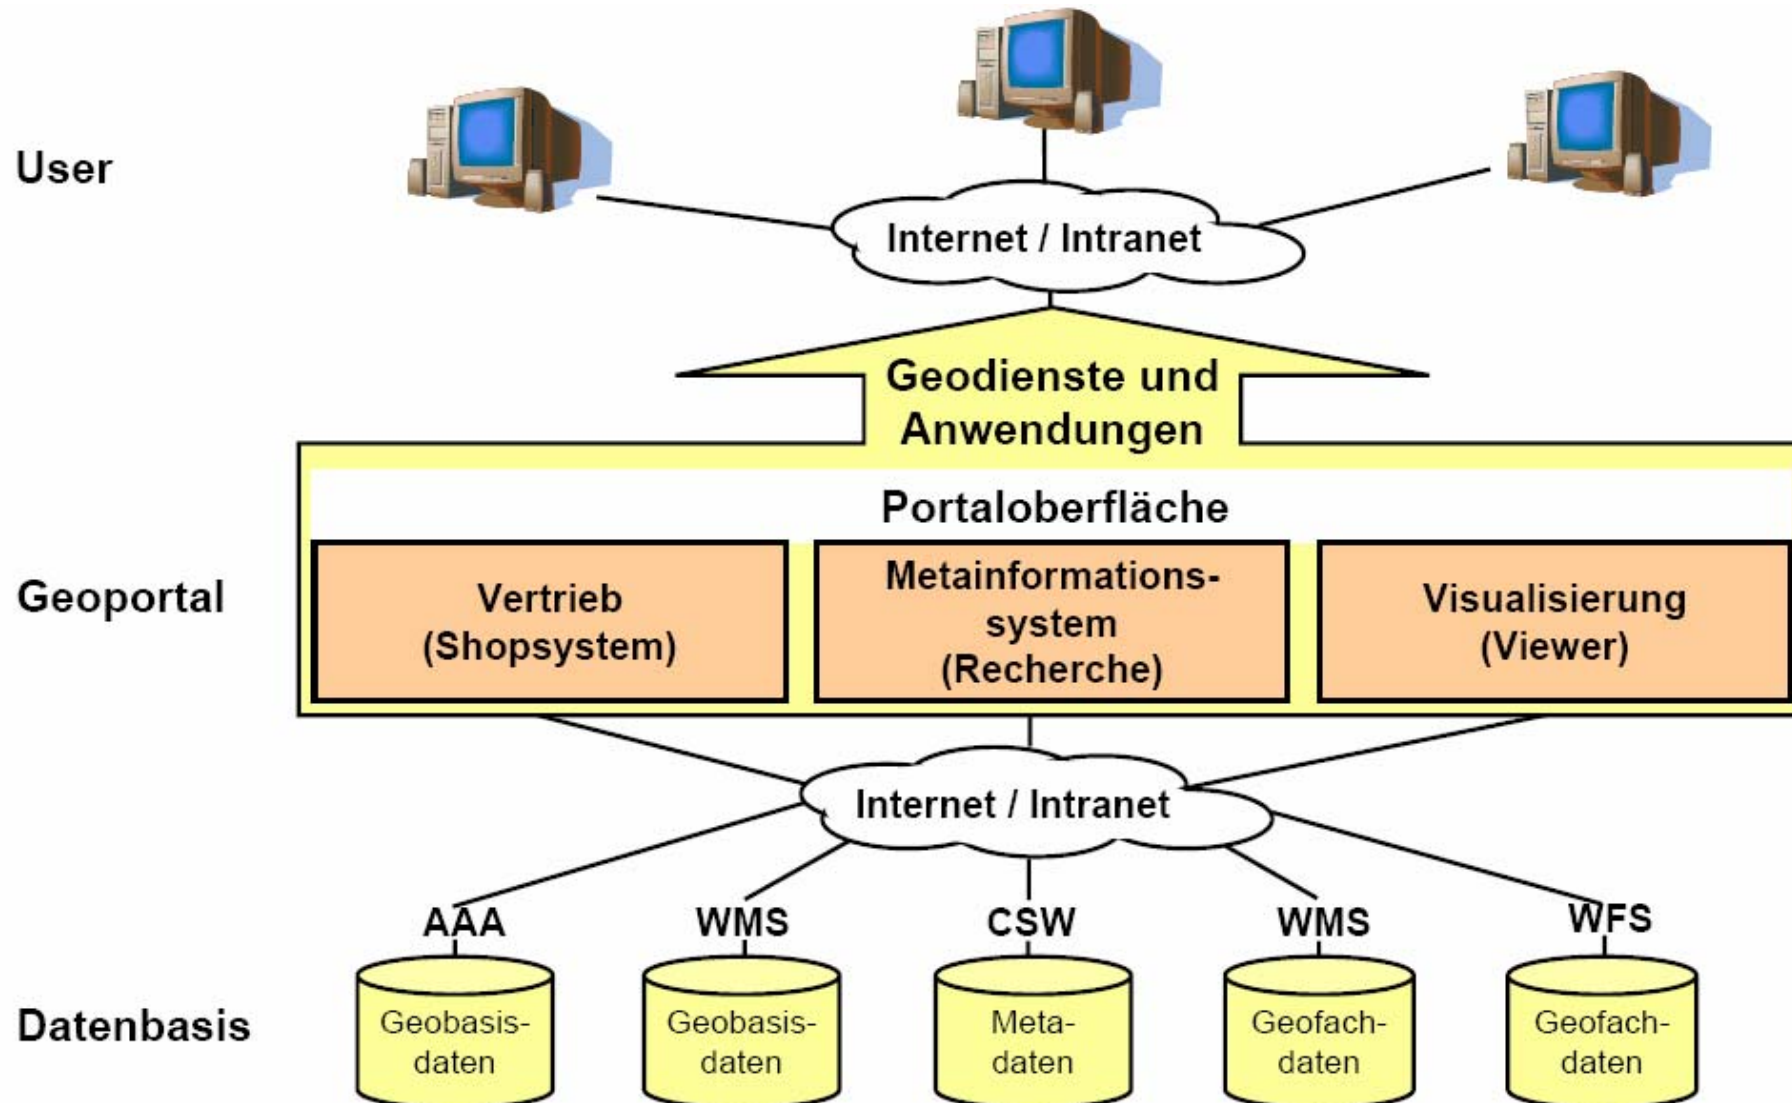 User
Internet / Intranet
Geodienste und
Anwendungen
Portaloberfläche
Geoportal
Vertrieb
(Shopsystem)
Metainformations-
system
(Recherche)
Visualisierung
(Viewer)
Internet / Intranet
AAA
WMS
CSW
WMS
WFS
Datenbasis
Geobasis-
daten
Geobasis-
daten
Meta-
daten
Geofach-
daten
Geofach-
daten